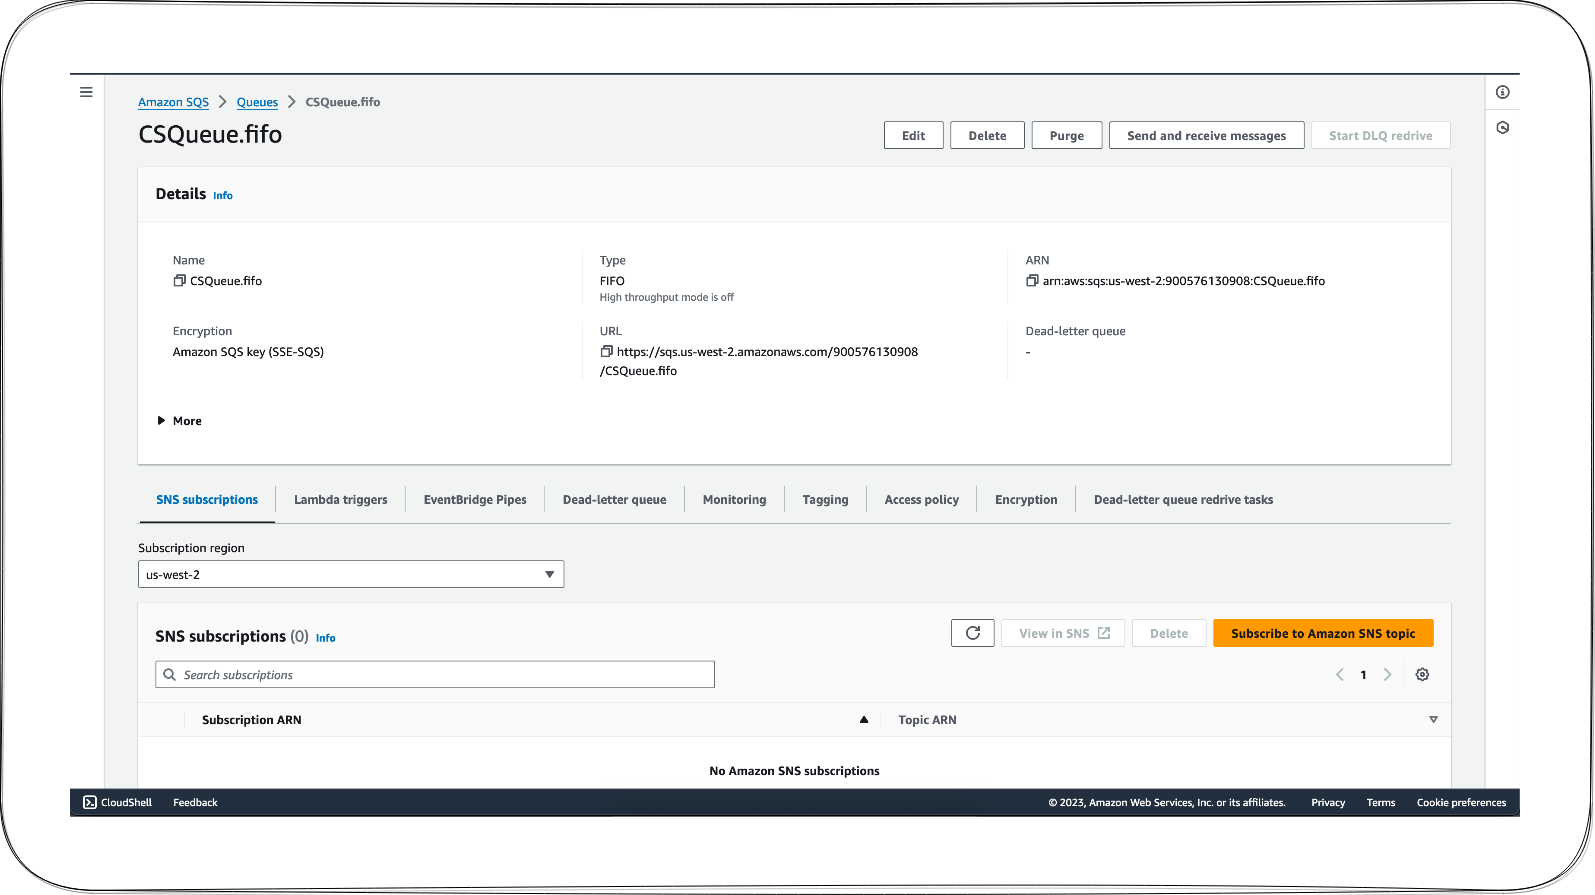 Amazon SQS > Queues > CSQueue.fifo
CSQueue.fifo
Edit Delete Purge Send and receive messages Start DLQ redrive
Details Info
Name
CSQueue.fifo
Type
FIFO
High throughput mode is off
ARN
arn:aws:sqs:us-west-2:900576130908:CSQueue.fifo
Encryption
Amazon SQS key (SSE-SQS)
URL
https://sqs.us-west-2.amazonaws.com/900576130908
/CSQueue.fifo
Dead-letter queue
-
More
SNS subscriptions Lambda triggers EventBridge Pipes Dead-letter queue Monitoring Tagging Access policy Encryption Dead-letter queue redrive tasks
Subscription region
us-west-2
SNS subscriptions (0) Info
View in SNS Delete Subscribe to Amazon SNS topic
Search subscriptions
1
Subscription ARN Topic ARN
No Amazon SNS subscriptions
CloudShell Feedback © 2023, Amazon Web Services, Inc. or its affiliates. Privacy Terms Cookie preferences